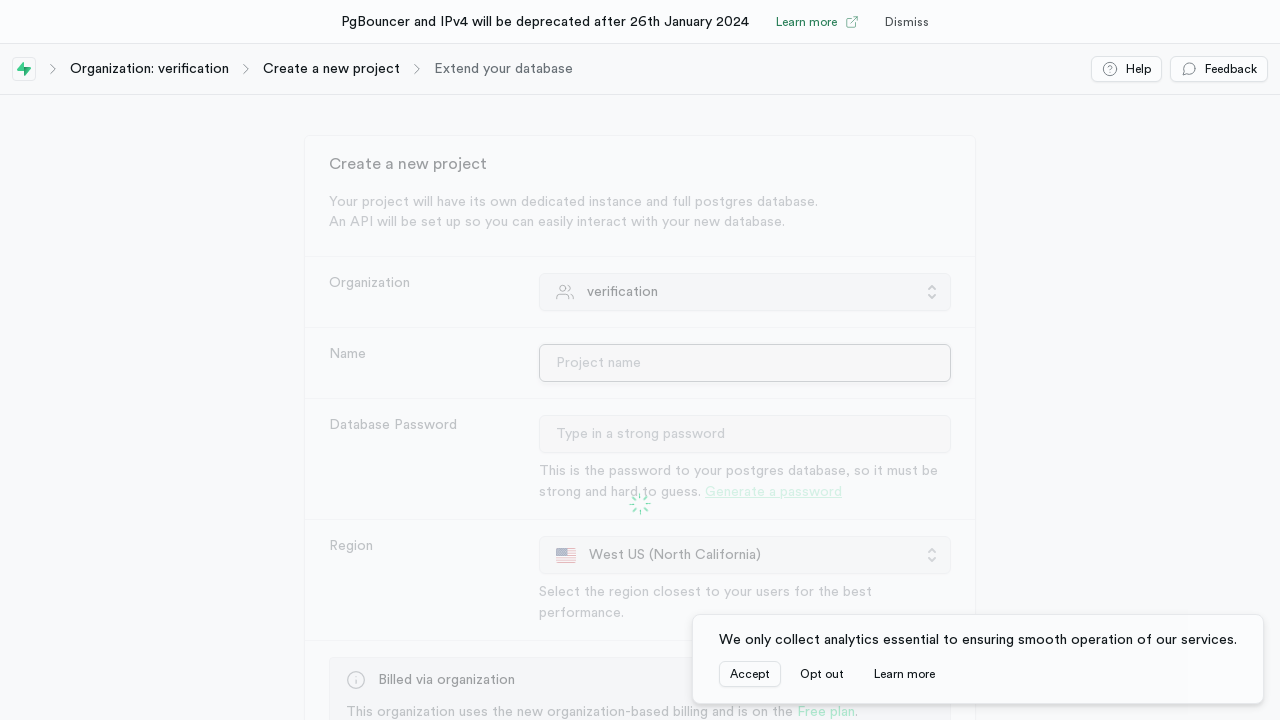 PgBouncer and IPv4 will be deprecated after 26th January 2024 Learn more Dismiss
Organization: verification Create a new project Extend your database Help Feedback
Create a new project
Your project will have its own dedicated instance and full postgres database.
An API will be set up so you can easily interact with your new database.
Organization verification
Name Project name
Database Password Type in a strong password
This is the password to your postgres database, so it must be
strong and hard to guess. Generate a password
Region West US (North California)
Select the region closest to your users for the best
performance.
We only collect analytics essential to ensuring smooth operation of our services.
Accept Opt out Learn more
Billed via organization
This organization uses the new organization-based billing and is on the Free plan.